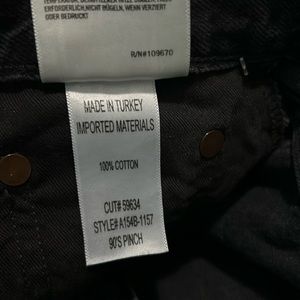 ERFORDERLICH, NICHT BÜGELN, WENN VERZIERT
ODER BEDRUCKT
R/N#109670
MADE IN TURKEY
IMPORTED MATERIALS
100% COTTON
CUT# 59634
STYLE# A154B-1157
90'S PINCH